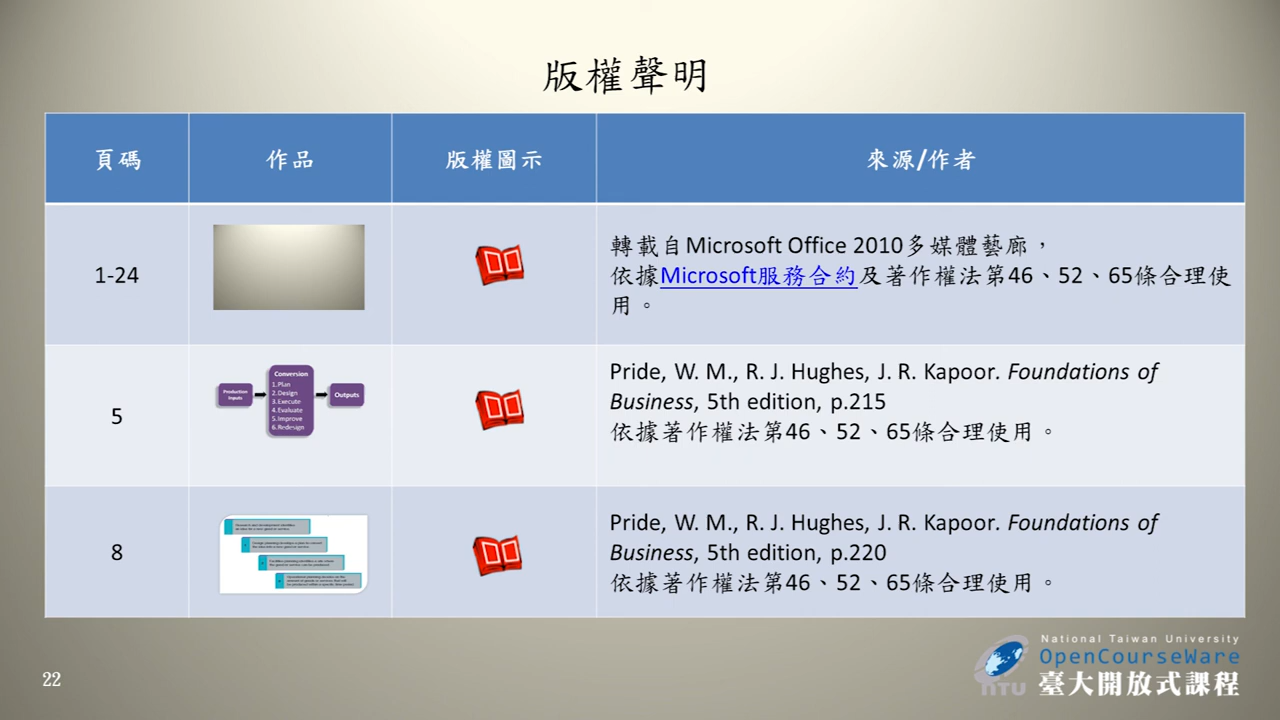 版權聲明
頁碼
作品
版權圖示
來源/作者
1-24
轉載自Microsoft Office 2010多媒體藝廊，
依據Microsoft服務合約及著作權法第46、52、65條合理使
用。
5
Production
Inputs
Conversion
1.Plan
2.Design
3.Execute
4.Evaluate
5.Improve
6.Redesign
Outputs
Pride, W. M., R. J. Hughes, J. R. Kapoor. Foundations of
Business, 5th edition, p.215
依據著作權法第46、52、65條合理使用。
8
Pride, W. M., R. J. Hughes, J. R. Kapoor. Foundations of
Business, 5th edition, p.220
依據著作權法第46、52、65條合理使用。
22
National Taiwan University
OpenCourseWare
NTU
臺大開放式課程